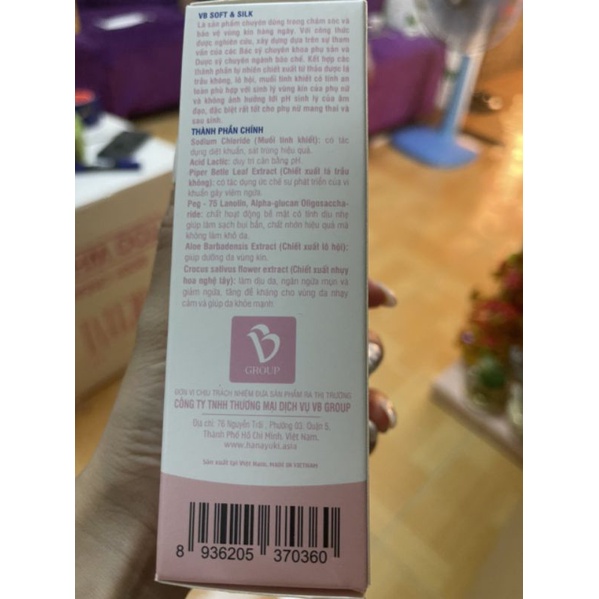 VB SOFT & SILK
Là sản phẩm chuyên dùng trong chăm sóc và
bảo vệ vùng kín hàng ngày. Với công thức
được nghiên cứu, xây dựng dựa trên sự tham
vấn của các Bác sỹ chuyên khoa phụ sản và
Dược sỹ chuyên ngành bào chế. Kết hợp các
thành phần tự nhiên chiết xuất từ thảo dược lá
trầu không, lô hội, muối tinh khiết có tính an
toàn phù hợp với sinh lý vùng kín của phụ nữ
và không ảnh hưởng tới pH sinh lý của âm
đạo, đặc biệt rất tốt cho phụ nữ mang thai và
sau sinh.
THÀNH PHẦN CHÍNH
Sodium Chloride (Muối tinh khiết): có tác
dụng diệt khuẩn, sát trùng hiệu quả.
Acid Lactic: duy trì cân bằng pH.
Piper Betle Leaf Extract (Chiết xuất lá trầu
không): có tác dụng ức chế sự phát triển của vi
khuẩn gây viêm ngứa.
Peg - 75 Lanolin, Alpha-glucan Oligosaccha-
ride: chất hoạt động bề mặt có tính dịu nhẹ
giúp làm sạch bụi bẩn, chất nhờn hiệu quả mà
không làm khô da.
Aloe Barbadensis Extract (Chiết xuất lô hội):
giúp dưỡng da vùng kín.
Crocus sativus flower extract (Chiết xuất nhụy
hoa nghệ tây): làm dịu da, ngăn ngừa mụn và
giảm ngứa, tăng đề kháng cho vùng da nhạy
cảm và giúp da khỏe mạnh
B
GROUP
ĐƠN VỊ CHỊU TRÁCH NHIỆM ĐƯA SẢN PHẨM RA THỊ TRƯỜNG
CÔNG TY TNHH THƯƠNG MẠI DỊCH VỤ VB GROUP
Địa chỉ: 76 Nguyễn Trãi, Phường 03, Quận 5,
Thành Phố Hồ Chí Minh, Việt Nam.
www.hanayuki.asia
Sản xuất tại Việt Nam, MADE IN VIETNAM
8 936205 370360